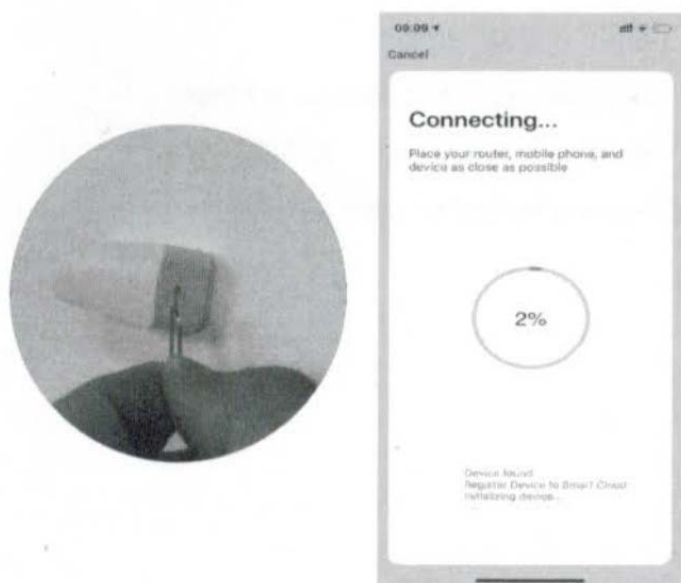 09:09
Cancel
Connecting...
Place your router, mobile phone, and
device as close as possible
2%
Device found
Register Device to Smart Cloud
Initializing device...